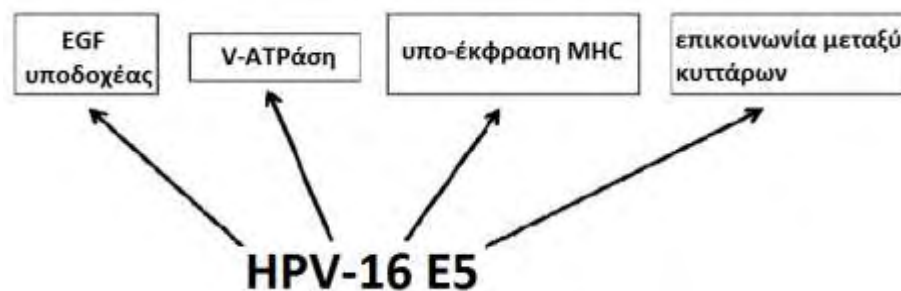 EGF
υποδοχέας
V-ATPάση
υπο-έκφραση MHC
επικοινωνία μεταξύ
κυττάρων
HPV-16 E5